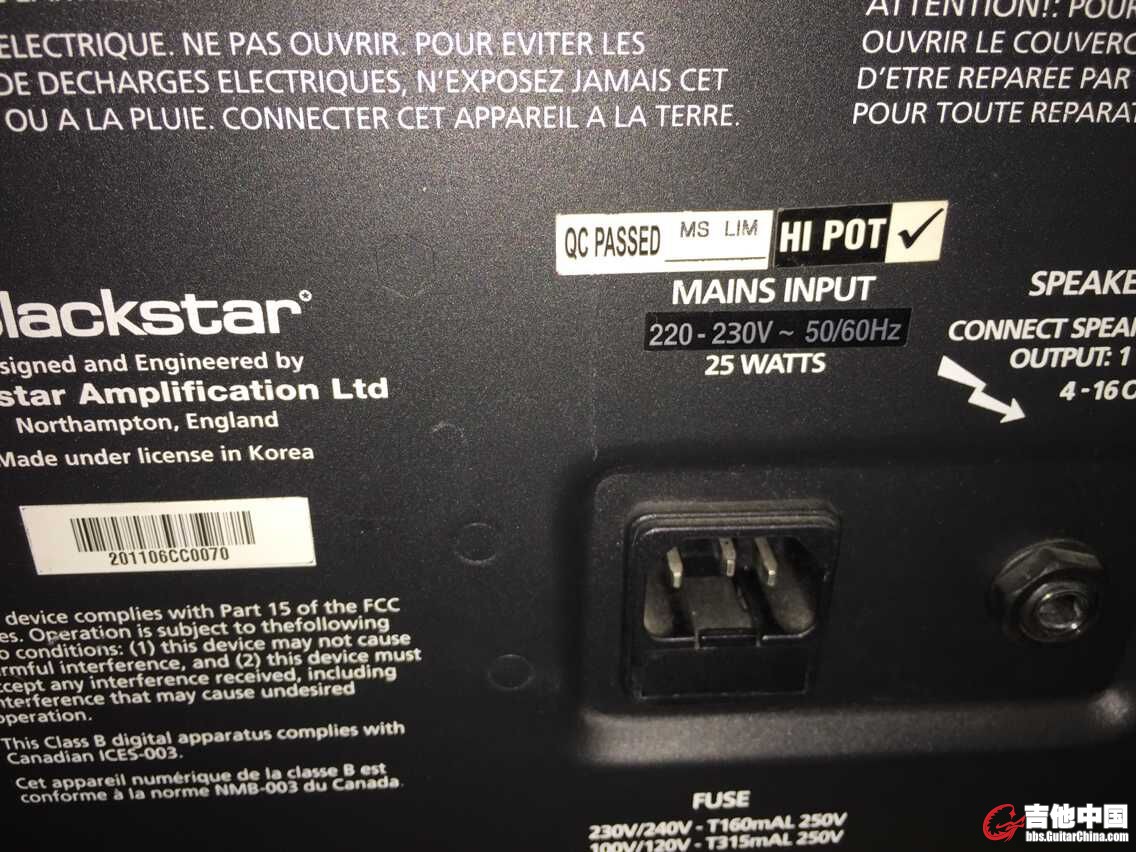 ELECTRIQUE. NE PAS OUVRIR. POUR EVITER LES
DE DECHARGES ELECTRIQUES, N'EXPOSEZ JAMAIS CET
OU A LA PLUIE. CONNECTER CET APPAREIL A LA TERRE.
ATTENTION!: POUR
OUVRIR LE COUVERC
D'ETRE REPAREE PAR
POUR TOUTE REPARAT
QC PASSED MS LIM HI POT
MAINS INPUT
220 - 230V ~ 50/60Hz
25 WATTS
SPEAKE
CONNECT SPEAK
OUTPUT: 1
4 - 16 O
lackstar
signed and Engineered by
star Amplification Ltd
Northampton, England
Made under license in Korea
201106CC0070
device complies with Part 15 of the FCC
es. Operation is subject to thefollowing
o conditions: (1) this device may not cause
armful interference, and (2) this device must
ccept any interference received, including
nterference that may cause undesired
operation.
This Class B digital apparatus complies with
Canadian ICES-003.
Cet appareil numérique de la classe B est
conforme à la norme NMB-003 du Canada.
FUSE
230V/240V - T160mAL 250V
100V/120V - T315mAL 250V
吉他中国
bbs.GuitarChina.com